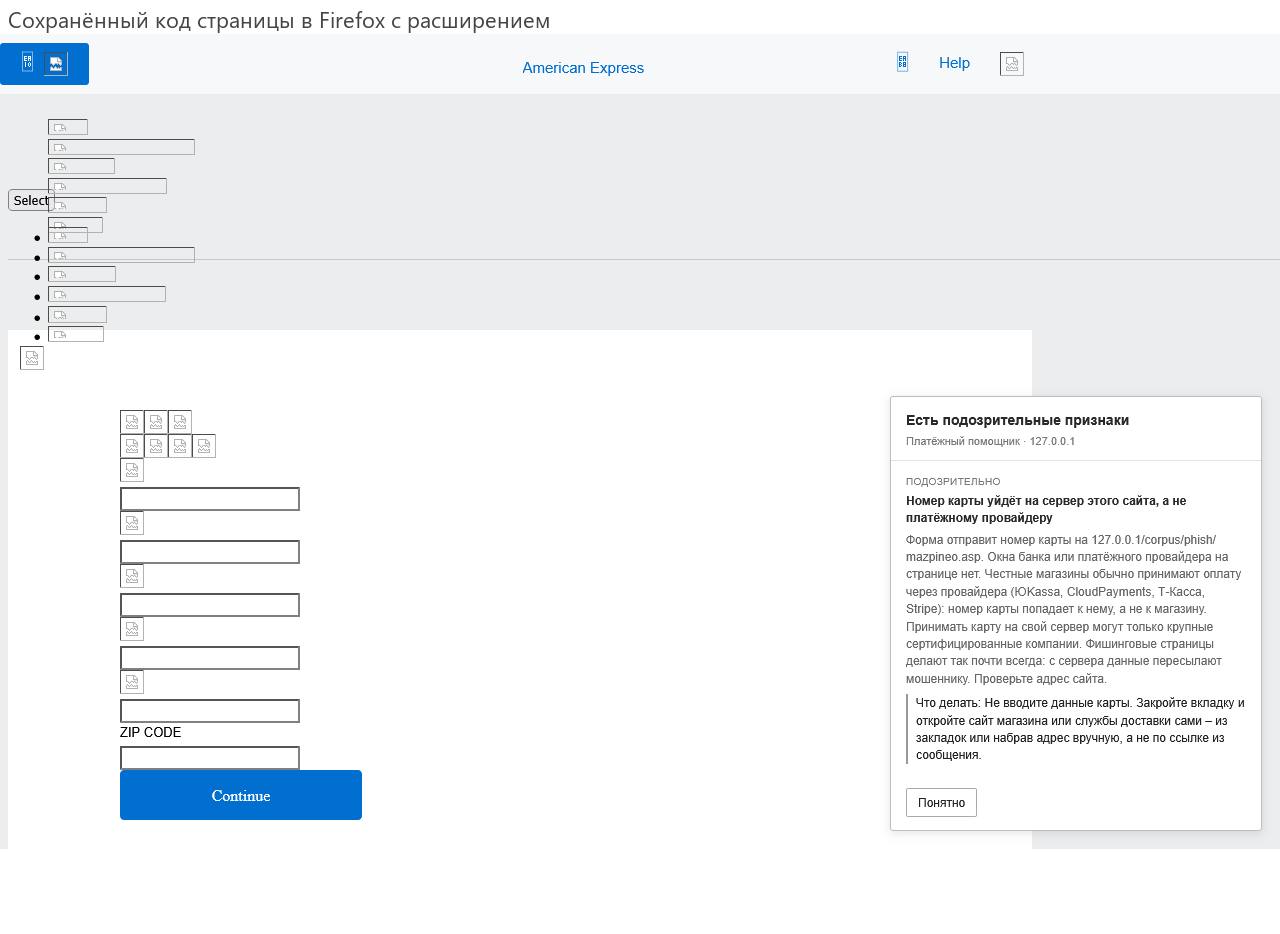 Сохранённый код страницы в Firefox с расширением
American Express
Help
Select
ZIP CODE
Continue
Есть подозрительные признаки
Платёжный помощник · 127.0.0.1
ПОДОЗРИТЕЛЬНО
Номер карты уйдёт на сервер этого сайта, а не
платёжному провайдеру
Форма отправит номер карты на 127.0.0.1/corpus/phish/
mazpineo.asp. Окна банка или платёжного провайдера на
странице нет. Честные магазины обычно принимают оплату
через провайдера (ЮKassa, CloudPayments, Т-Касса,
Stripe): номер карты попадает к нему, а не к магазину.
Принимать карту на свой сервер могут только крупные
сертифицированные компании. Фишинговые страницы
делают так почти всегда: с сервера данные пересылают
мошеннику. Проверьте адрес сайта.
Что делать: Не вводите данные карты. Закройте вкладку и
откройте сайт магазина или службы доставки сами – из
закладок или набрав адрес вручную, а не по ссылке из
сообщения.
Понятно